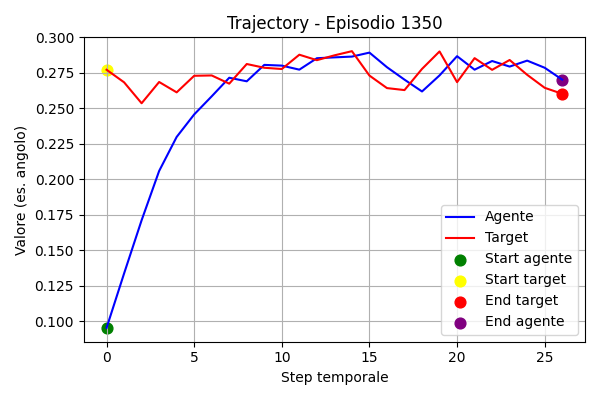 Trajectory - Episodio 1350
Valore (es. angolo)
0.300
0.275
0.250
0.225
0.200
0.175
0.150
0.125
0.100
Agente
Target
Start agente
Start target
End target
End agente
0 5 10 15 20 25
Step temporale